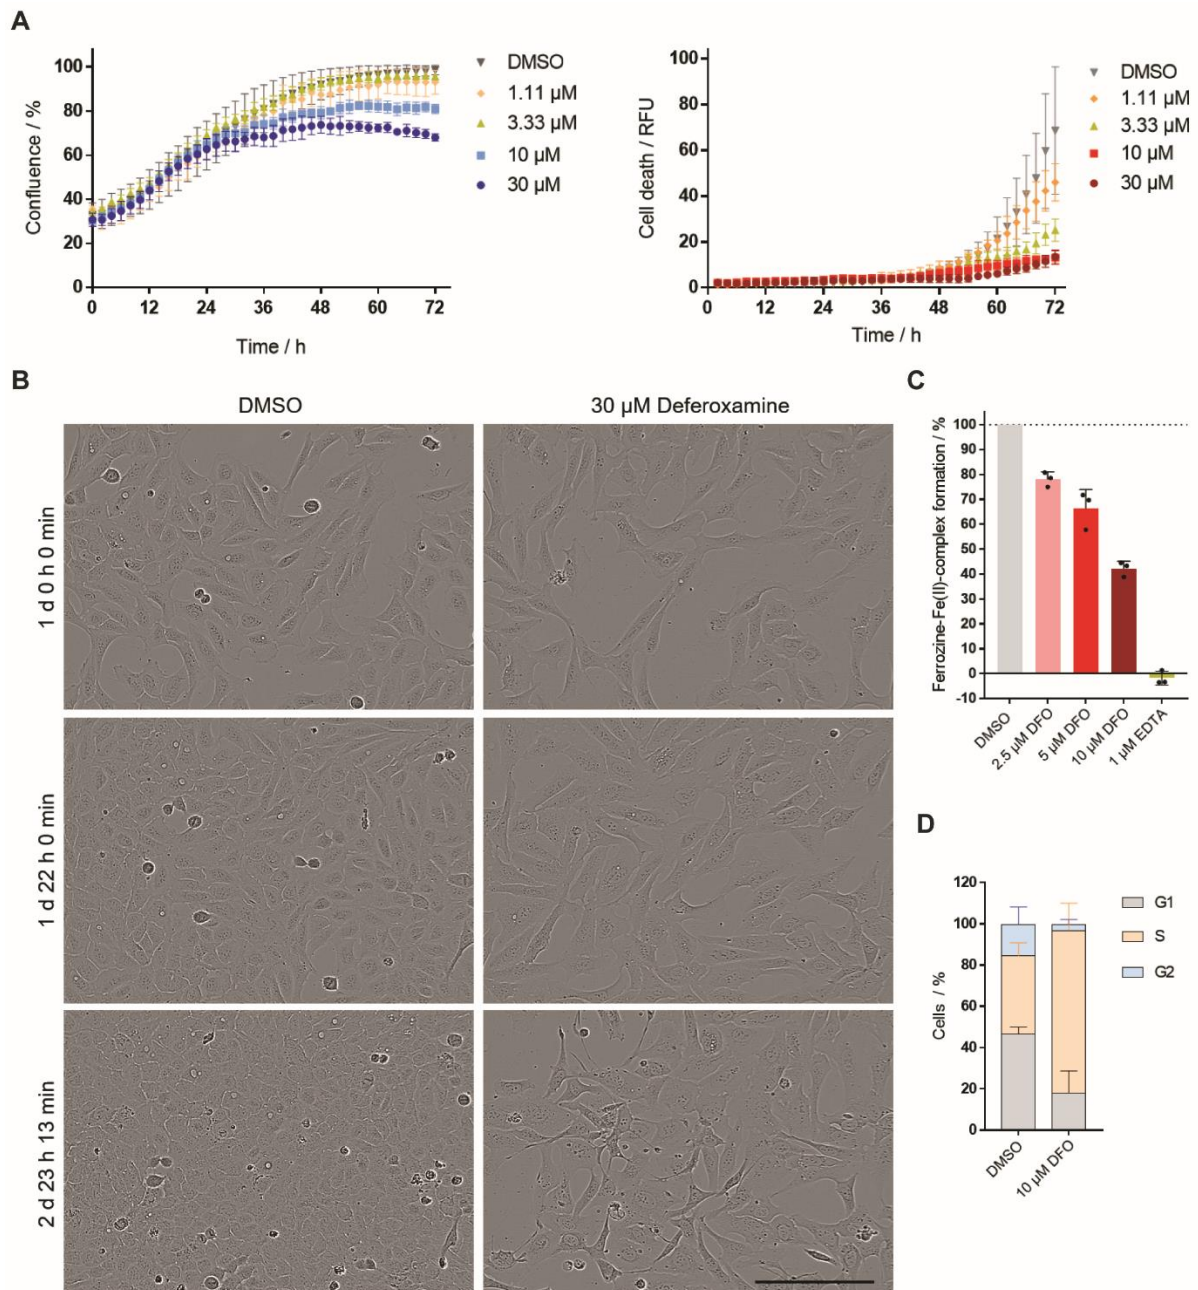 A
Confluence / %
100
80
60
40
20
0
0 12 24 36 48 60 72
Time / h
DMSO
1.11 µM
3.33 µM
10 µM
30 µM
Cell death / RFU
100
80
60
40
20
0
0 12 24 36 48 60 72
Time / h
DMSO
1.11 µM
3.33 µM
10 µM
30 µM
B
DMSO
30 µM Deferoxamine
1 d 0 h 0 min
1 d 22 h 0 min
2 d 23 h 13 min
C
Ferrozine-Fe(II)-complex formation / %
100
90
80
70
60
50
40
30
20
10
0
-10
DMSO
2.5 µM DFO
5 µM DFO
10 µM DFO
1 µM EDTA
D
Cells / %
120
100
80
60
40
20
0
DMSO
10 µM DFO
G1
S
G2